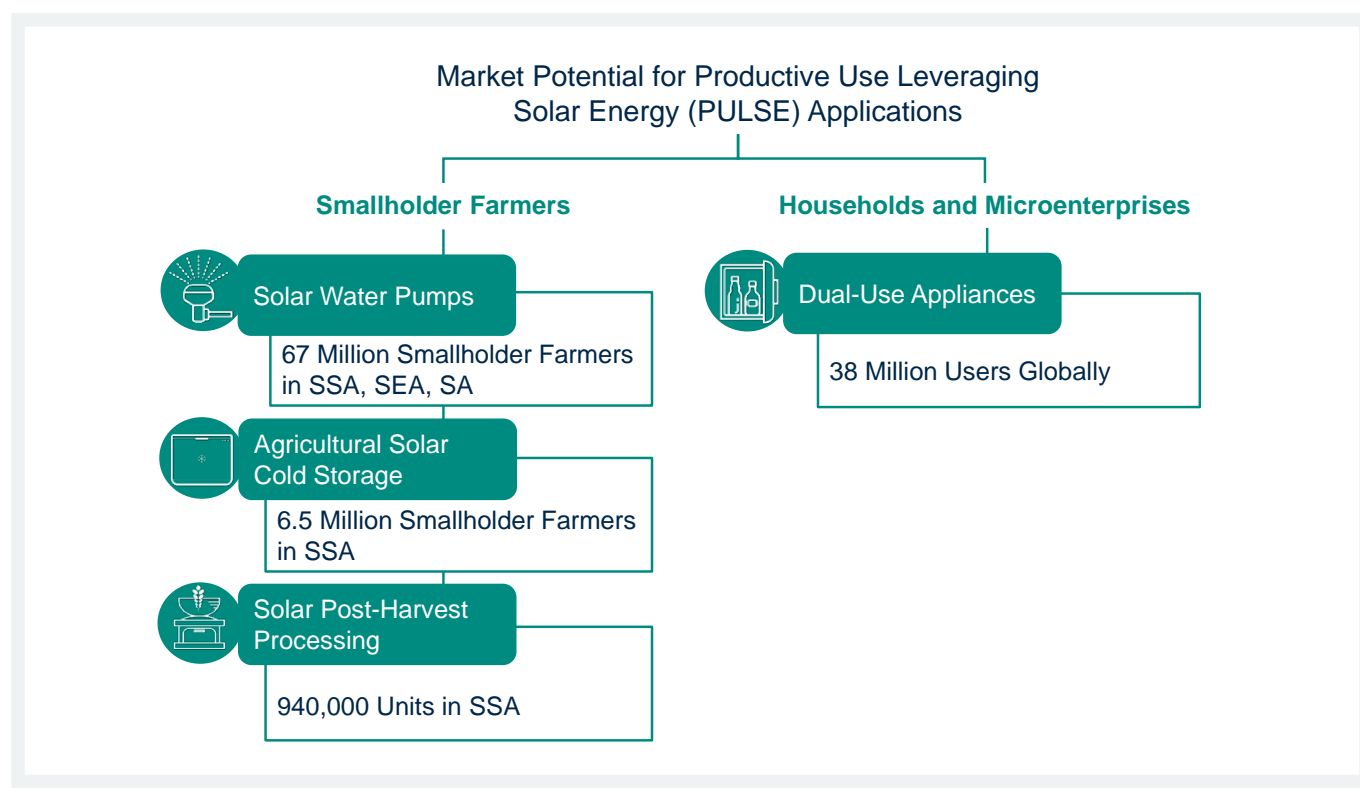 Market Potential for Productive Use Leveraging
Solar Energy (PULSE) Applications
Smallholder Farmers
Solar Water Pumps
67 Million Smallholder Farmers
in SSA, SEA, SA
Agricultural Solar
Cold Storage
6.5 Million Smallholder Farmers
in SSA
Solar Post-Harvest
Processing
940,000 Units in SSA
Households and Microenterprises
Dual-Use Appliances
38 Million Users Globally